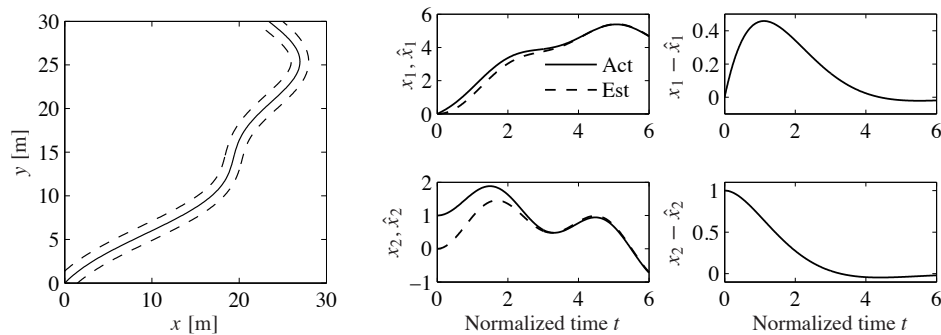 30
25
20
15
10
5
0
y [m]
0 10 20 30
x [m]
6
4
2
0
x₁, x̂₁
Act
Est
0 2 4 6
0.4
0.2
0
x₁ − x̂₁
0 2 4 6
2
1
0
−1
x₂, x̂₂
0 2 4 6
Normalized time t
1
0.5
0
x₂ − x̂₂
0 2 4 6
Normalized time t